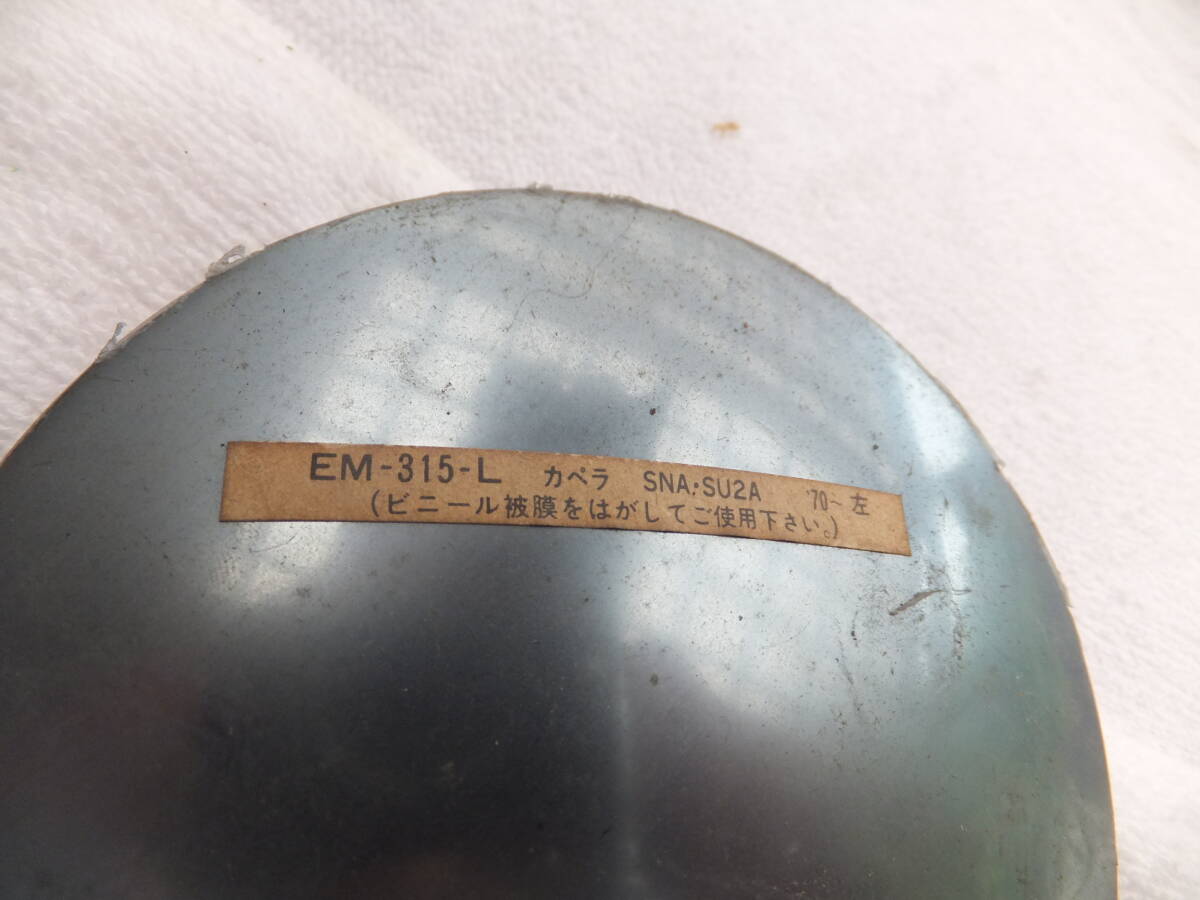 EM-315-L カペラ SNA・SU2A '70~ 左
(ビニール被膜をはがしてご使用下さい。)